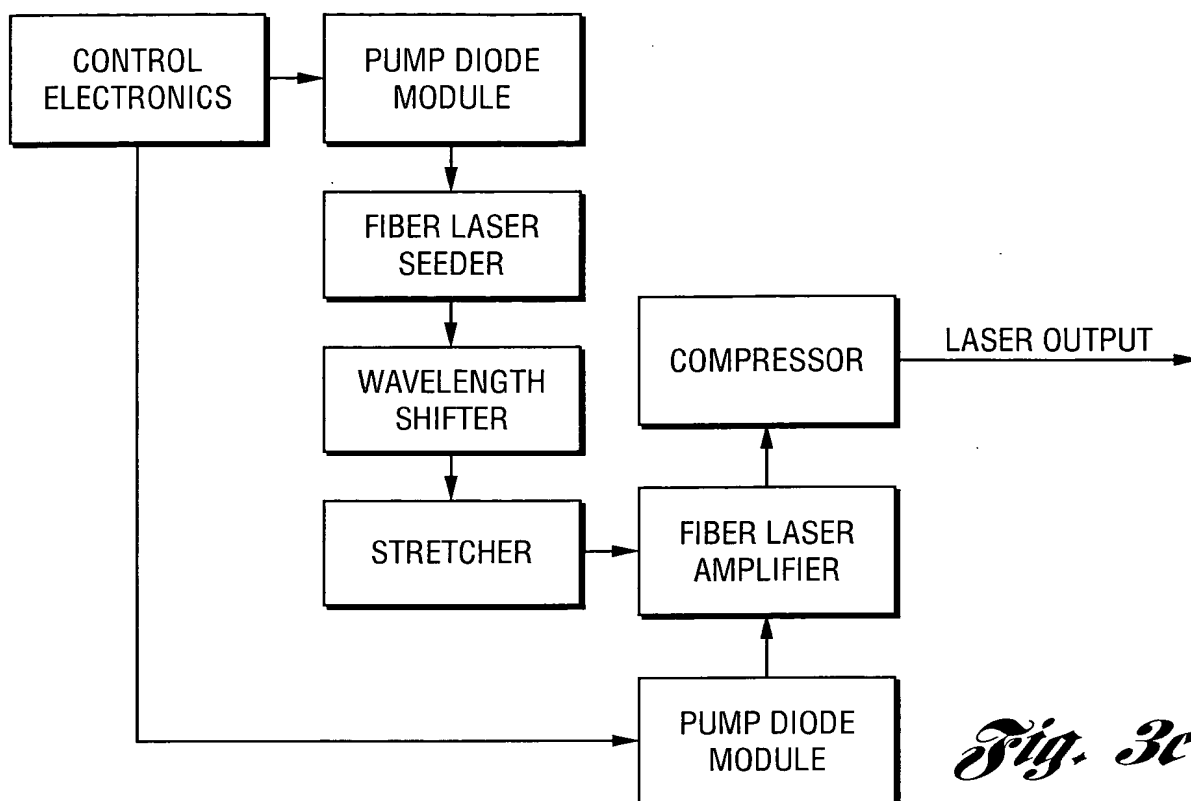 CONTROL
ELECTRONICS
PUMP DIODE
MODULE
FIBER LASER
SEEDER
WAVELENGTH
SHIFTER
STRETCHER
COMPRESSOR
LASER OUTPUT
FIBER LASER
AMPLIFIER
PUMP DIODE
MODULE
Fig. 3c